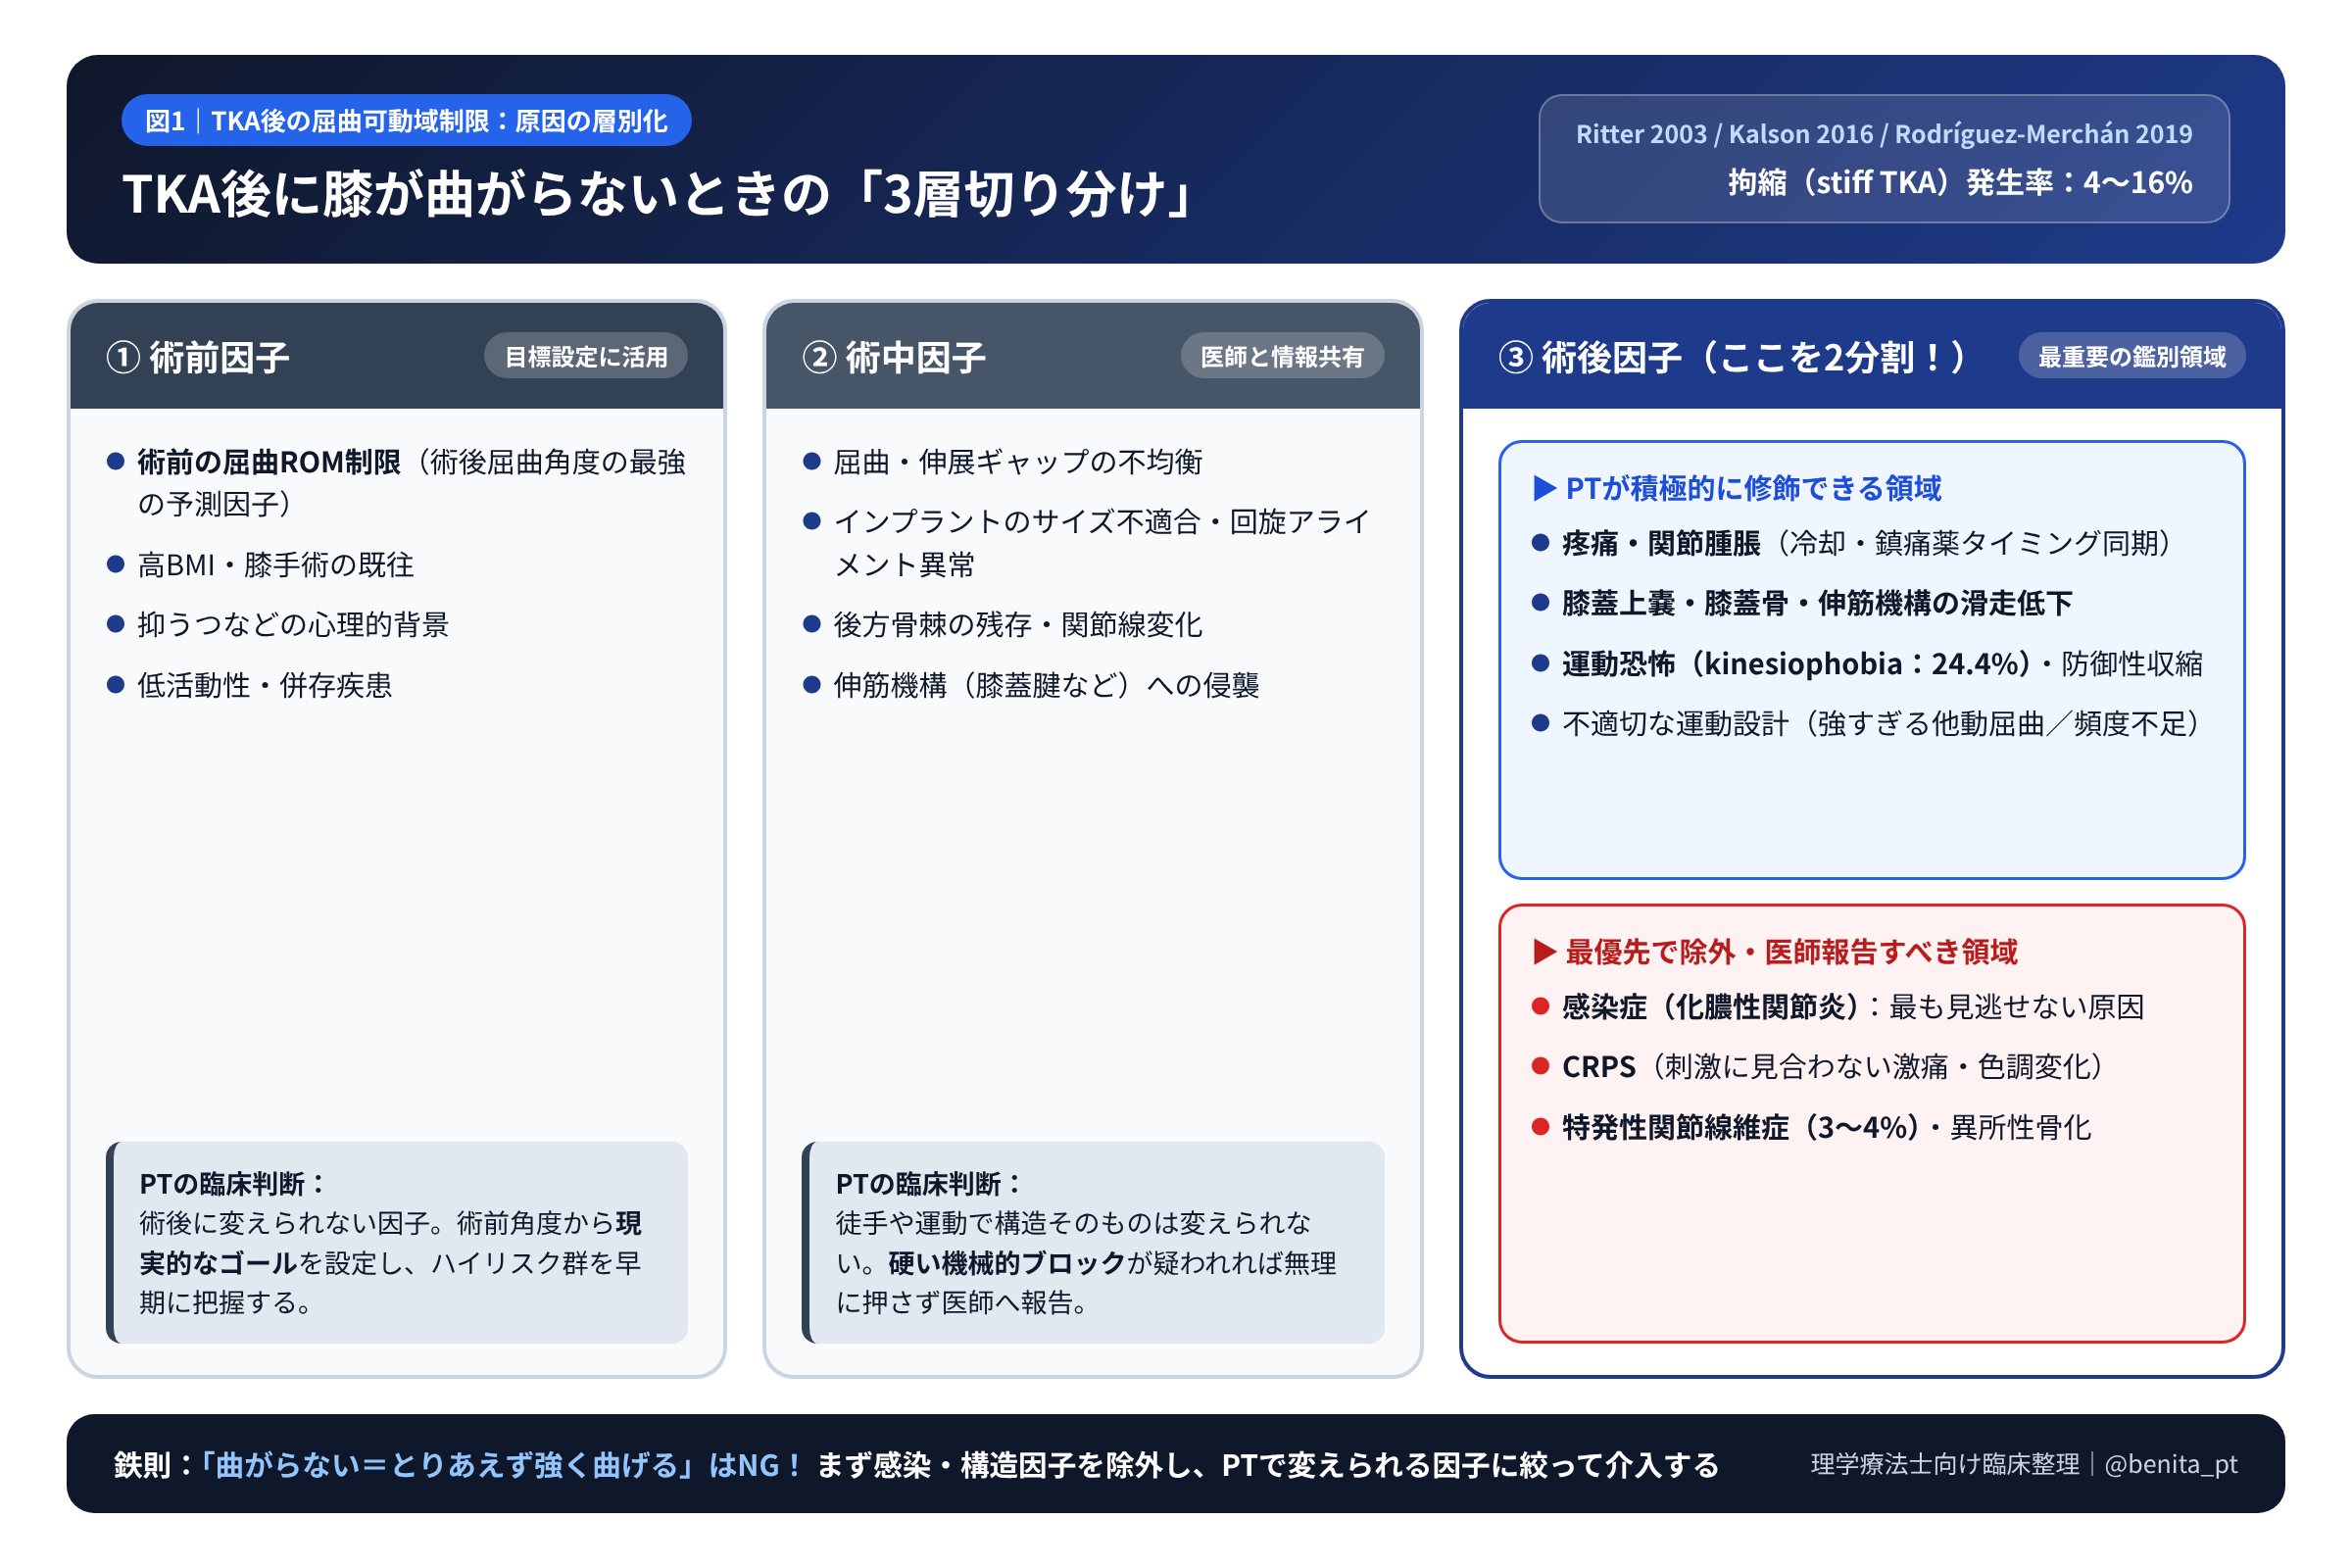 図1｜TKA後の屈曲可動域制限：原因の層別化
TKA後に膝が曲がらないときの「3層切り分け」
Ritter 2003 / Kalson 2016 / Rodríguez-Merchán 2019
拘縮（stiff TKA）発生率：4〜16%
① 術前因子
目標設定に活用
● 術前の屈曲ROM制限（術後屈曲角度の最強
の予測因子）
● 高BMI・膝手術の既往
● 抑うつなどの心理的背景
● 低活動性・併存疾患
PTの臨床判断：
術後に変えられない因子。術前角度から現
実的なゴールを設定し、ハイリスク群を早
期に把握する。
② 術中因子
医師と情報共有
● 屈曲・伸展ギャップの不均衡
● インプラントのサイズ不適合・回旋アライ
メント異常
● 後方骨棘の残存・関節線変化
● 伸筋機構（膝蓋腱など）への侵襲
PTの臨床判断：
徒手や運動で構造そのものは変えられな
い。硬い機械的ブロックが疑われれば無理
に押さず医師へ報告。
③ 術後因子（ここを2分割！）
最重要の鑑別領域
▶ PTが積極的に修飾できる領域
● 疼痛・関節腫脹（冷却・鎮痛薬タイミング同期）
● 膝蓋上嚢・膝蓋骨・伸筋機構の滑走低下
● 運動恐怖（kinesiophobia：24.4%）・防御性収縮
● 不適切な運動設計（強すぎる他動屈曲／頻度不足）
▶ 最優先で除外・医師報告すべき領域
● 感染症（化膿性関節炎）：最も見逃せない原因
● CRPS（刺激に見合わない激痛・色調変化）
● 特発性関節線維症（3〜4%）・異所性骨化
鉄則：「曲がらない＝とりあえず強く曲げる」はNG！ まず感染・構造因子を除外し、PTで変えられる因子に絞って介入する
理学療法士向け臨床整理｜@benita_pt